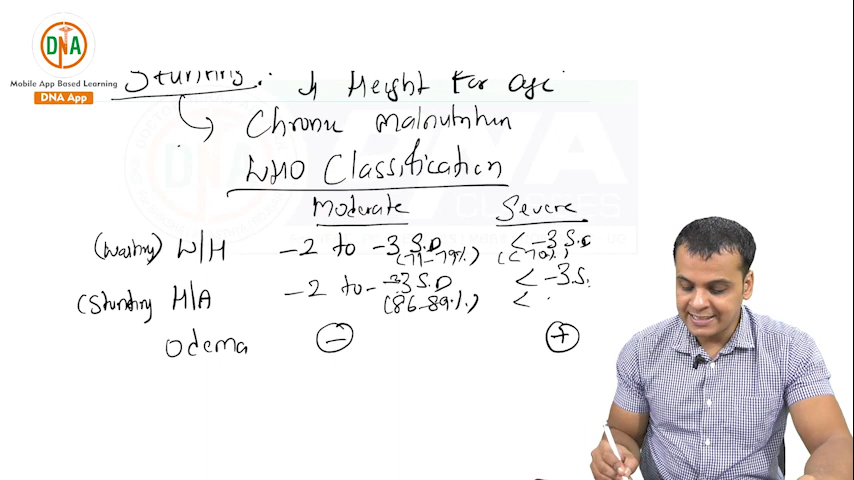 DNA
Mobile App Based Learning
DNA App
Stunting: ↓ Height for age
Chronic malnutrition
WHO Classification
Moderate Severe
(Wasting) W/H -2 to -3 S.D < -3 S.D
(71-79%) (<70%)
(Stunting H/A -2 to -3 S.D < -3 S.
(86-89%) <
Odema - +